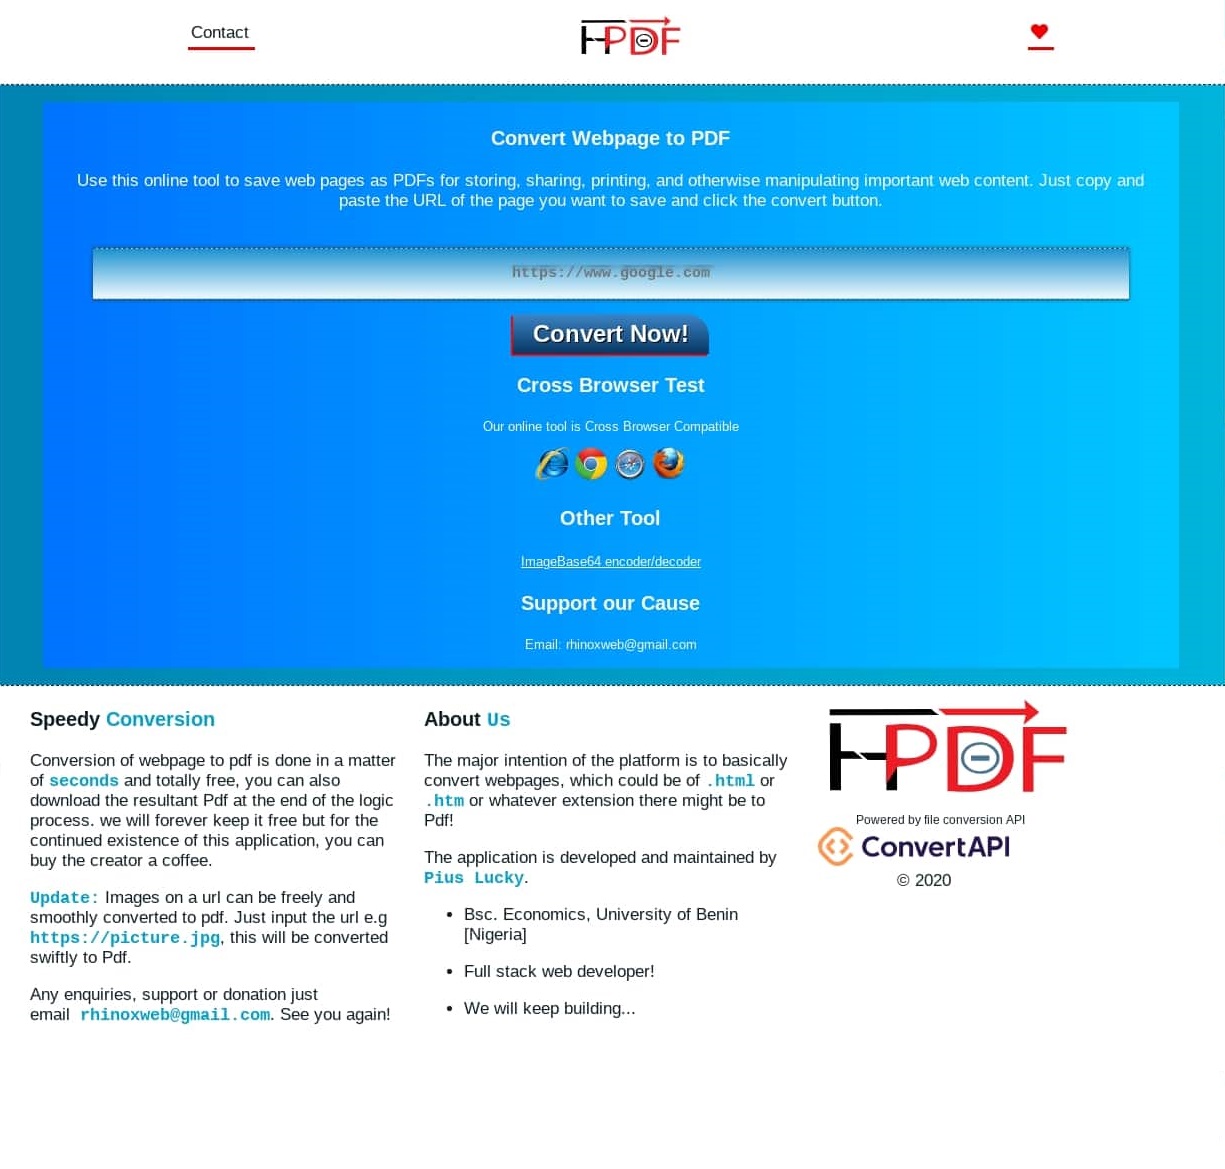 Contact
HPDF
Convert Webpage to PDF
Use this online tool to save web pages as PDFs for storing, sharing, printing, and otherwise manipulating important web content. Just copy and
paste the URL of the page you want to save and click the convert button.
https://www.google.com
Convert Now!
Cross Browser Test
Our online tool is Cross Browser Compatible
Other Tool
ImageBase64 encoder/decoder
Support our Cause
Email: rhinoxweb@gmail.com
Speedy Conversion
Conversion of webpage to pdf is done in a matter
of seconds and totally free, you can also
download the resultant Pdf at the end of the logic
process. we will forever keep it free but for the
continued existence of this application, you can
buy the creator a coffee.
Update: Images on a url can be freely and
smoothly converted to pdf. Just input the url e.g
https://picture.jpg, this will be converted
swiftly to Pdf.
Any enquiries, support or donation just
email rhinoxweb@gmail.com. See you again!
About Us
The major intention of the platform is to basically
convert webpages, which could be of .html or
.htm or whatever extension there might be to
Pdf!
The application is developed and maintained by
Pius Lucky.
• Bsc. Economics, University of Benin
[Nigeria]
• Full stack web developer!
• We will keep building...
HPDF
Powered by file conversion API
ConvertAPI
© 2020